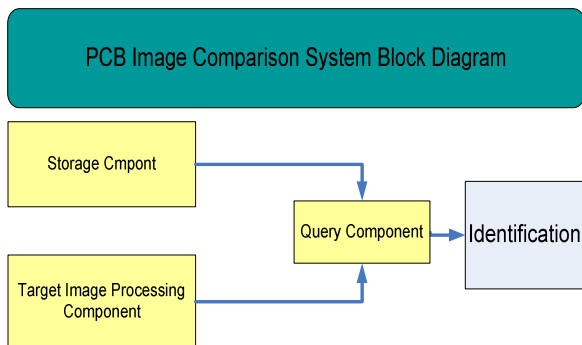 PCB Image Comparison System Block Diagram
Storage Cmpont
Query Component
Identification
Target Image Processing
Component